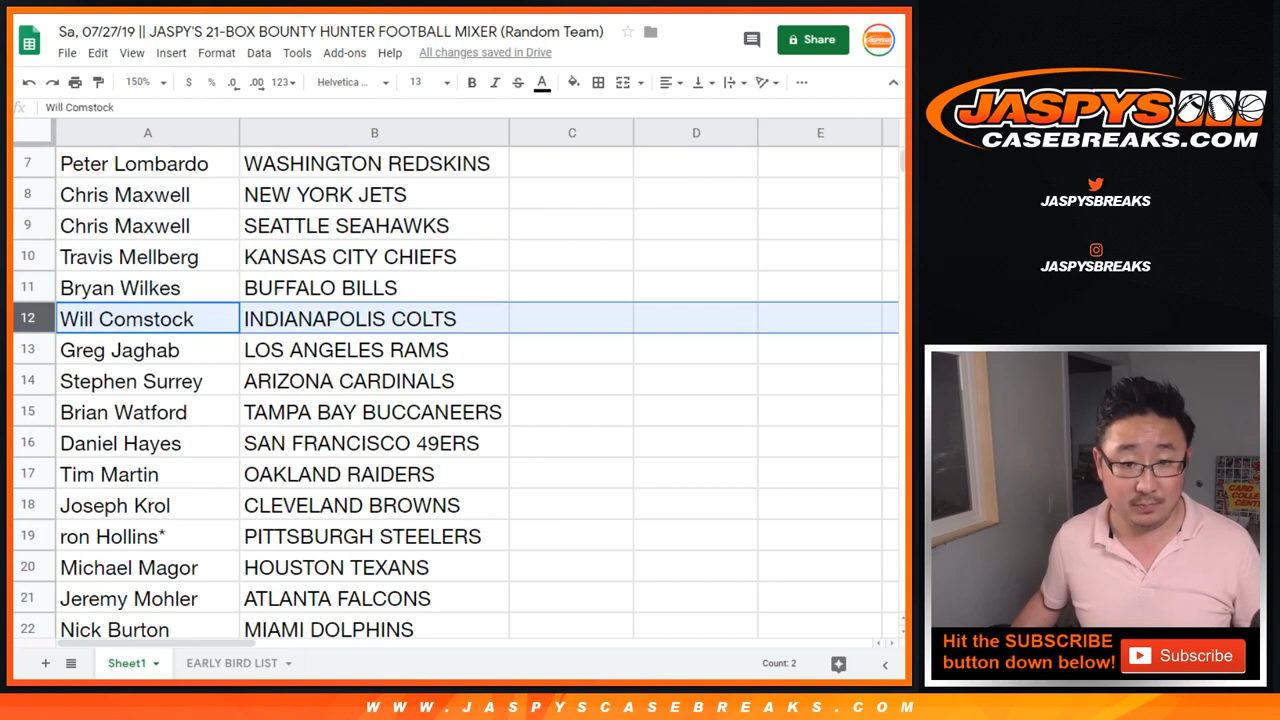 Sa, 07/27/19 || JASPY'S 21-BOX BOUNTY HUNTER FOOTBALL MIXER (Random Team)
File Edit View Insert Format Data Tools Add-ons Help All changes saved in Drive
Share
150% $ % .0 .00 123 Helvetica ... 13 B I S A ...
fx Will Comstock
A B C D E
7 Peter Lombardo WASHINGTON REDSKINS
8 Chris Maxwell NEW YORK JETS
9 Chris Maxwell SEATTLE SEAHAWKS
10 Travis Mellberg KANSAS CITY CHIEFS
11 Bryan Wilkes BUFFALO BILLS
12 Will Comstock INDIANAPOLIS COLTS
13 Greg Jaghab LOS ANGELES RAMS
14 Stephen Surrey ARIZONA CARDINALS
15 Brian Watford TAMPA BAY BUCCANEERS
16 Daniel Hayes SAN FRANCISCO 49ERS
17 Tim Martin OAKLAND RAIDERS
18 Joseph Krol CLEVELAND BROWNS
19 ron Hollins* PITTSBURGH STEELERS
20 Michael Magor HOUSTON TEXANS
21 Jeremy Mohler ATLANTA FALCONS
22 Nick Burton MIAMI DOLPHINS
+ Sheet1 EARLY BIRD LIST Count: 2
JASPYS
CASEBREAKS.COM
JASPYSBREAKS
JASPYSBREAKS
CARD
Hit the SUBSCRIBE
button down below!
Subscribe
WWW.JASPYSCASEBREAKS.COM